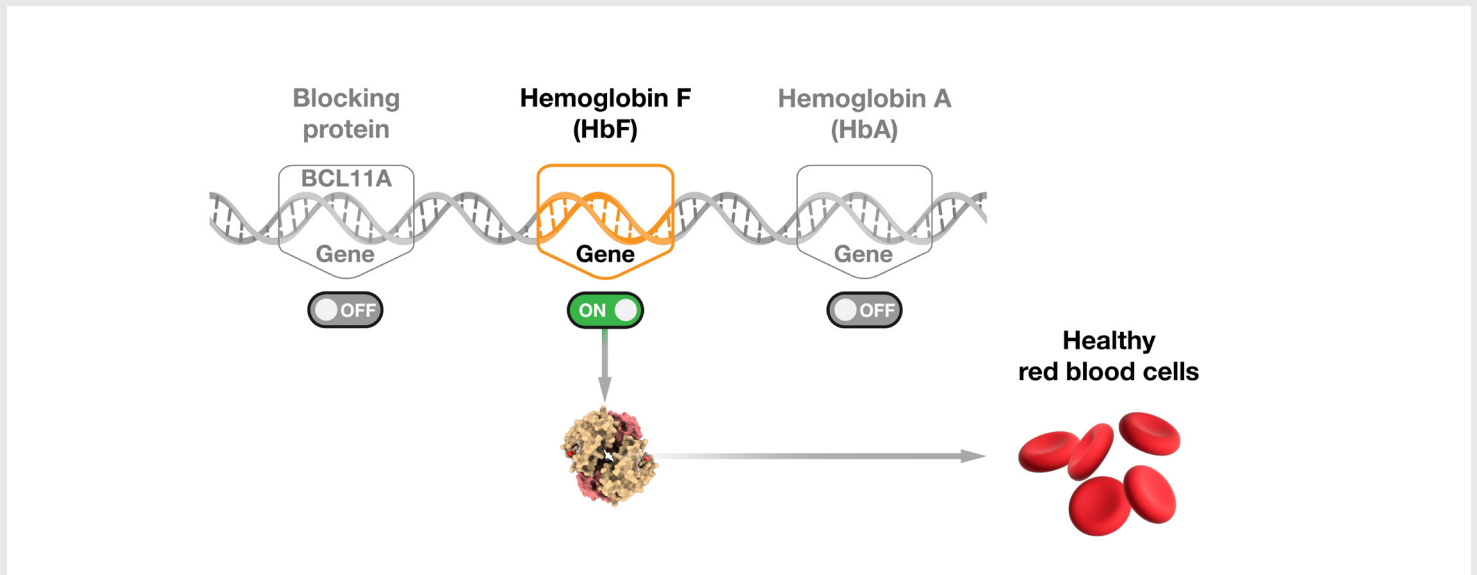 Blocking
protein
Hemoglobin F
(HbF)
Hemoglobin A
(HbA)
BCL11A
Gene
Gene
Gene
OFF
ON
OFF
Healthy
red blood cells